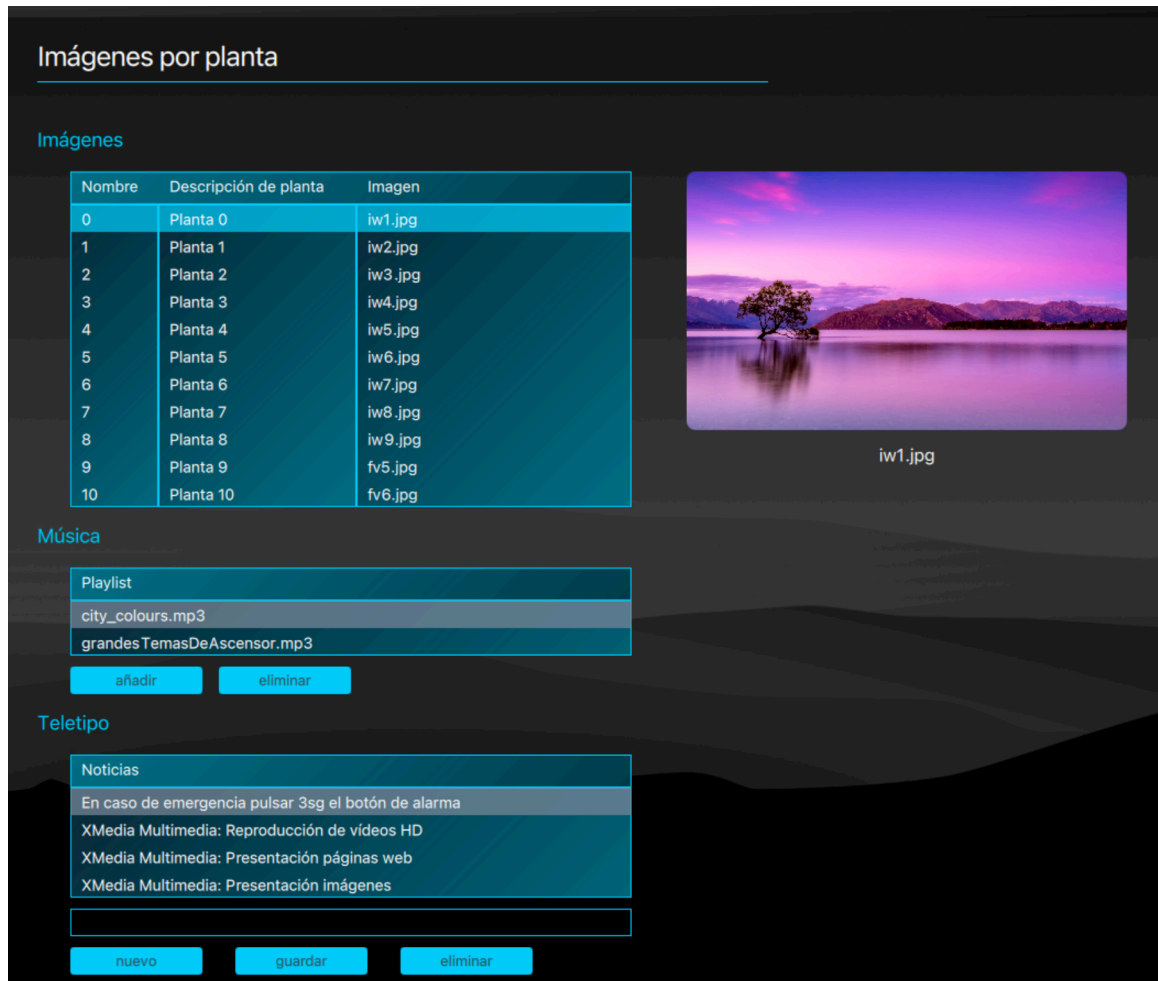 Imágenes por planta
Imágenes
Nombre Descripción de planta Imagen
0 Planta 0 iw1.jpg
1 Planta 1 iw2.jpg
2 Planta 2 iw3.jpg
3 Planta 3 iw4.jpg
4 Planta 4 iw5.jpg
5 Planta 5 iw6.jpg
6 Planta 6 iw7.jpg
7 Planta 7 iw8.jpg
8 Planta 8 iw9.jpg
9 Planta 9 fv5.jpg
10 Planta 10 fv6.jpg
iw1.jpg
Música
Playlist
city_colours.mp3
grandesTemasDeAscensor.mp3
añadir eliminar
Teletipo
Noticias
En caso de emergencia pulsar 3sg el botón de alarma
XMedia Multimedia: Reproducción de vídeos HD
XMedia Multimedia: Presentación páginas web
XMedia Multimedia: Presentación imágenes
nuevo guardar eliminar